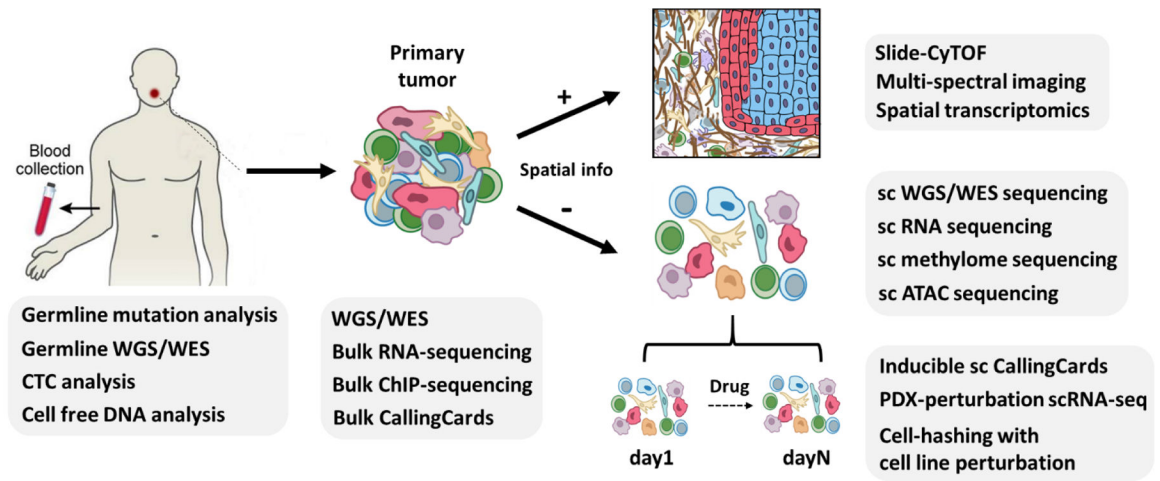 Blood
collection
Germline mutation analysis
Germline WGS/WES
CTC analysis
Cell free DNA analysis
Primary
tumor
WGS/WES
Bulk RNA-sequencing
Bulk ChIP-sequencing
Bulk CallingCards
+
Spatial info
-
Slide-CyTOF
Multi-spectral imaging
Spatial transcriptomics
sc WGS/WES sequencing
sc RNA sequencing
sc methylome sequencing
sc ATAC sequencing
Drug
day1
dayN
Inducible sc CallingCards
PDX-perturbation scRNA-seq
Cell-hashing with
cell line perturbation